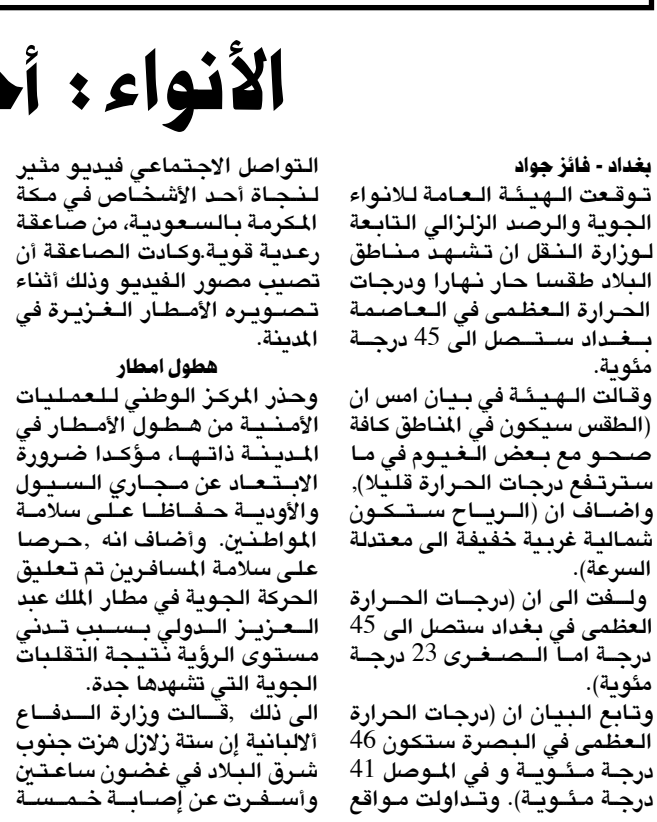 الأنواء : أح
بغداد - فائز جواد
توقعت الهيئة العامة للانواء
الجوية والرصد الزلزالي التابعة
لوزارة النقل ان تشهد مناطق
البلاد طقسا حار نهارا ودرجات
الحرارة العظمى في العاصمة
بغداد ستصل الى 45 درجة
مئوية.
وقالت الهيئة في بيان امس ان
(الطقس سيكون في المناطق كافة
صحو مع بعض الغيوم في ما
سترتفع درجات الحرارة قليلا),
واضاف ان (الرياح ستكون
شمالية غربية خفيفة الى معتدلة
السرعة).
ولفت الى ان (درجات الحرارة
العظمى في بغداد ستصل الى 45
درجة اما الصغرى 23 درجة
مئوية).
وتابع البيان ان (درجات الحرارة
العظمى في البصرة ستكون 46
درجة مئوية و في الموصل 41
درجة مئوية). وتداولت مواقع
التواصل الاجتماعي فيديو مثير
لنجاة أحد الأشخاص في مكة
المكرمة بالسعودية، من صاعقة
رعدية قوية.وكادت الصاعقة أن
تصيب مصور الفيديو وذلك أثناء
تصويره الأمطار الغزيرة في
المدينة.
هطول امطار
وحذر المركز الوطني للعمليات
الأمنية من هطول الأمطار في
المدينة ذاتها، مؤكدا ضرورة
الابتعاد عن مجاري السيول
والأودية حفاظا على سلامة
المواطنين. وأضاف انه ,حرصا
على سلامة المسافرين تم تعليق
الحركة الجوية في مطار الملك عبد
العزيز الدولي بسبب تدني
مستوى الرؤية نتيجة التقلبات
الجوية التي تشهدها جدة.
الى ذلك ,قالت وزارة الدفاع
ألالبانية إن ستة زلازل هزت جنوب
شرق البلاد في غضون ساعتين
وأسفرت عن إصابة خمسة